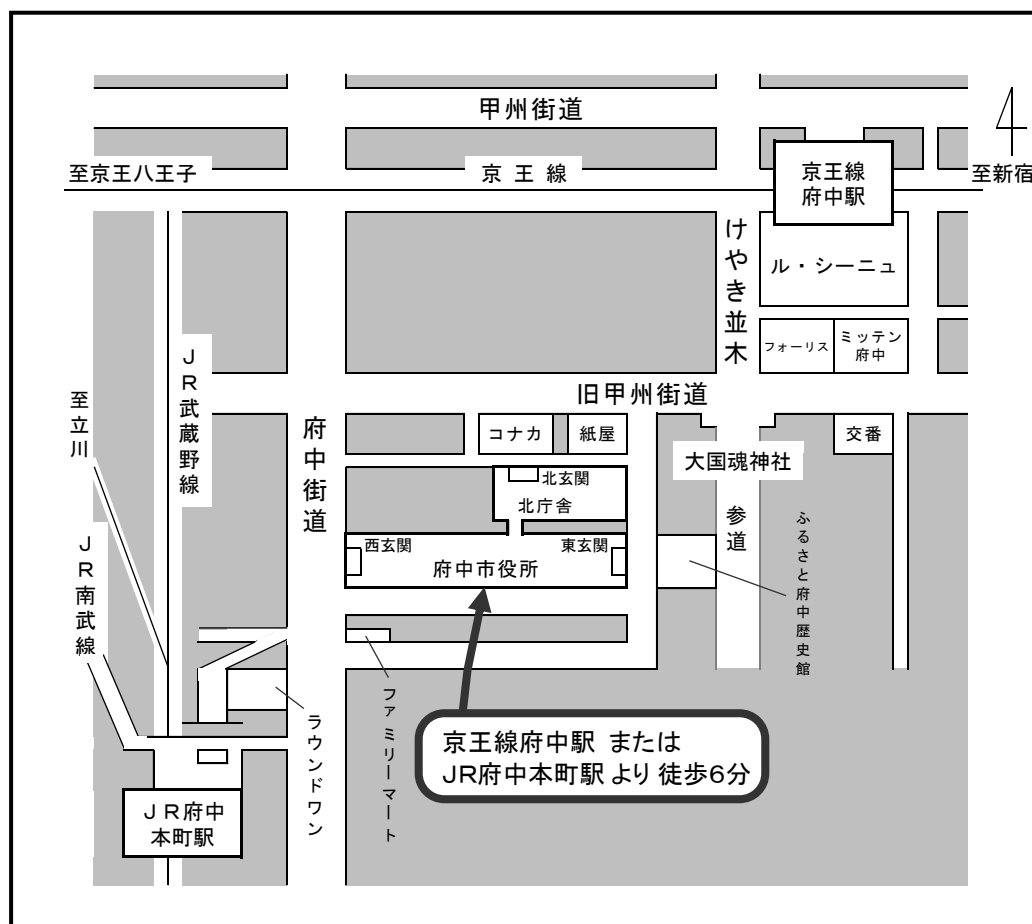 甲州街道
至京王八王子
京王線
京王線
府中駅
至新宿
けやき並木
ル・シーニュ
フォーリス
ミッテン
府中
旧甲州街道
JR武蔵野線
至立川
JR南武線
府中街道
コナカ
紙屋
大国魂神社
交番
北玄関
北庁舎
参道
ふるさと府中歴史館
西玄関
東玄関
府中市役所
ラウンドワン
ファミリーマート
京王線府中駅 または
JR府中本町駅 より 徒歩6分
JR府中
本町駅